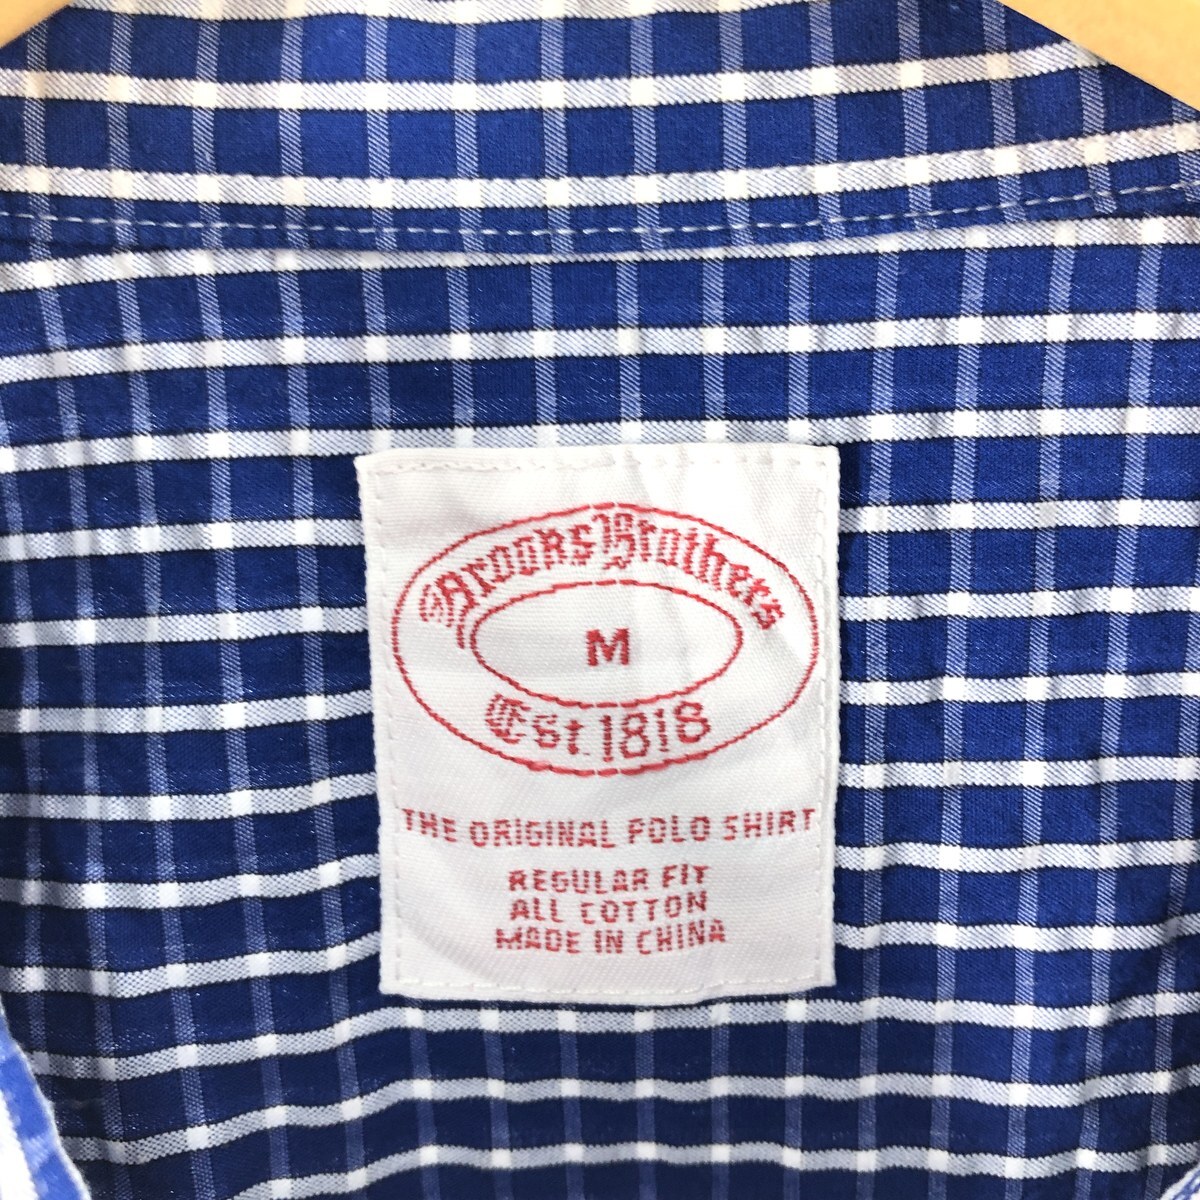 Brooks Brothers
M
Est. 1818
THE ORIGINAL POLO SHIRT
REGULAR FIT
ALL COTTON
MADE IN CHINA